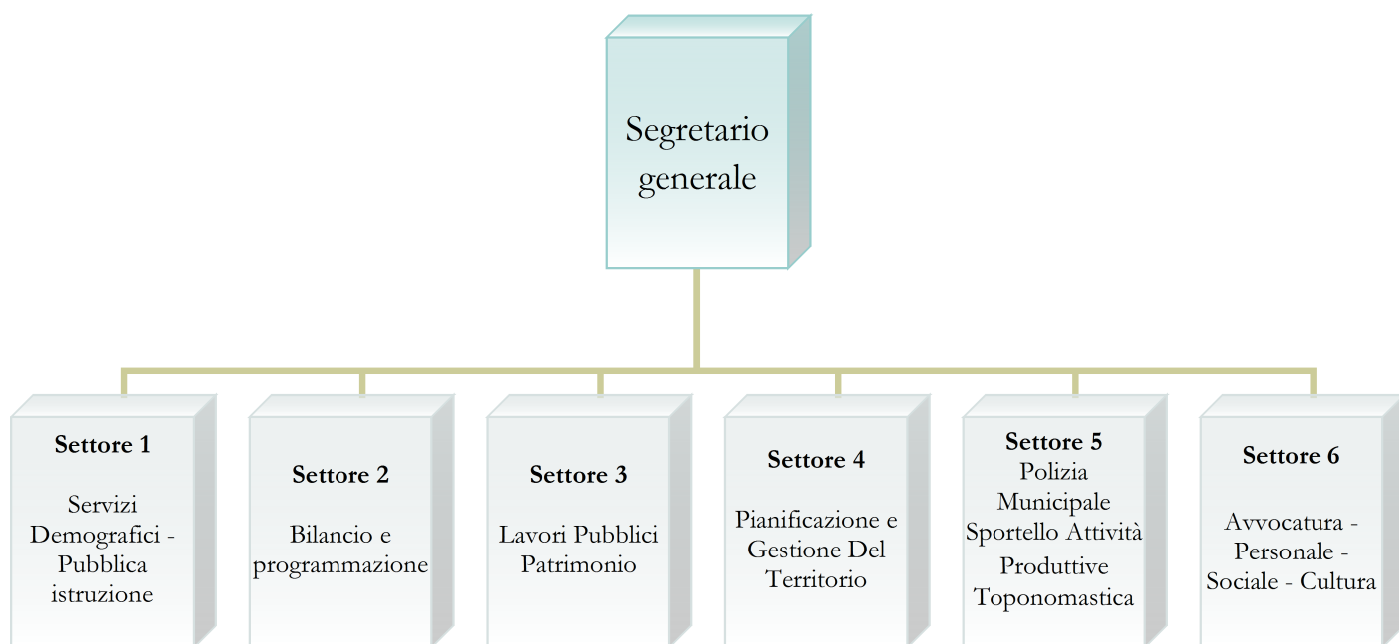 Segretario
generale
Settore 1
Servizi
Demografici -
Pubblica
istruzione
Settore 2
Bilancio e
programmazione
Settore 3
Lavori Pubblici
Patrimonio
Settore 4
Pianificazione e
Gestione Del
Territorio
Settore 5
Polizia
Municipale
Sportello Attività
Produttive
Toponomastica
Settore 6
Avvocatura -
Personale -
Sociale - Cultura